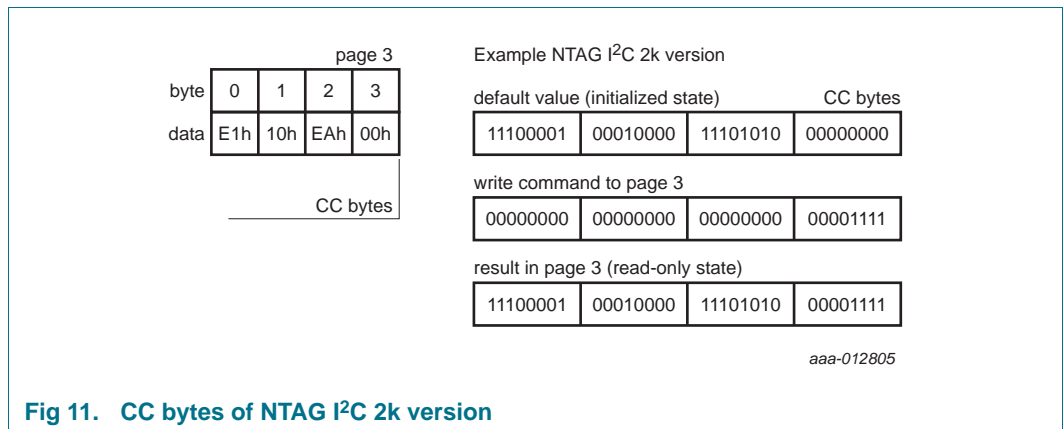 page 3
byte 0 1 2 3
data E1h 10h EAh 00h
CC bytes
Example NTAG I2C 2k version
default value (initialized state) CC bytes
11100001 00010000 11101010 00000000
write command to page 3
00000000 00000000 00000000 00001111
result in page 3 (read-only state)
11100001 00010000 11101010 00001111
aaa-012805
Fig 11. CC bytes of NTAG I2C 2k version